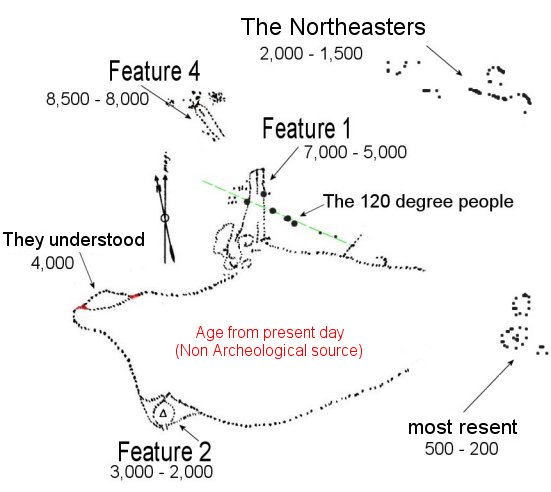 The Northeasters
2,000 - 1,500
Feature 4
8,500 - 8,000
Feature 1
7,000 - 5,000
The 120 degree people
They understood
4,000
Age from present day
(Non Archeological source)
most resent
500 - 200
Feature 2
3,000 - 2,000